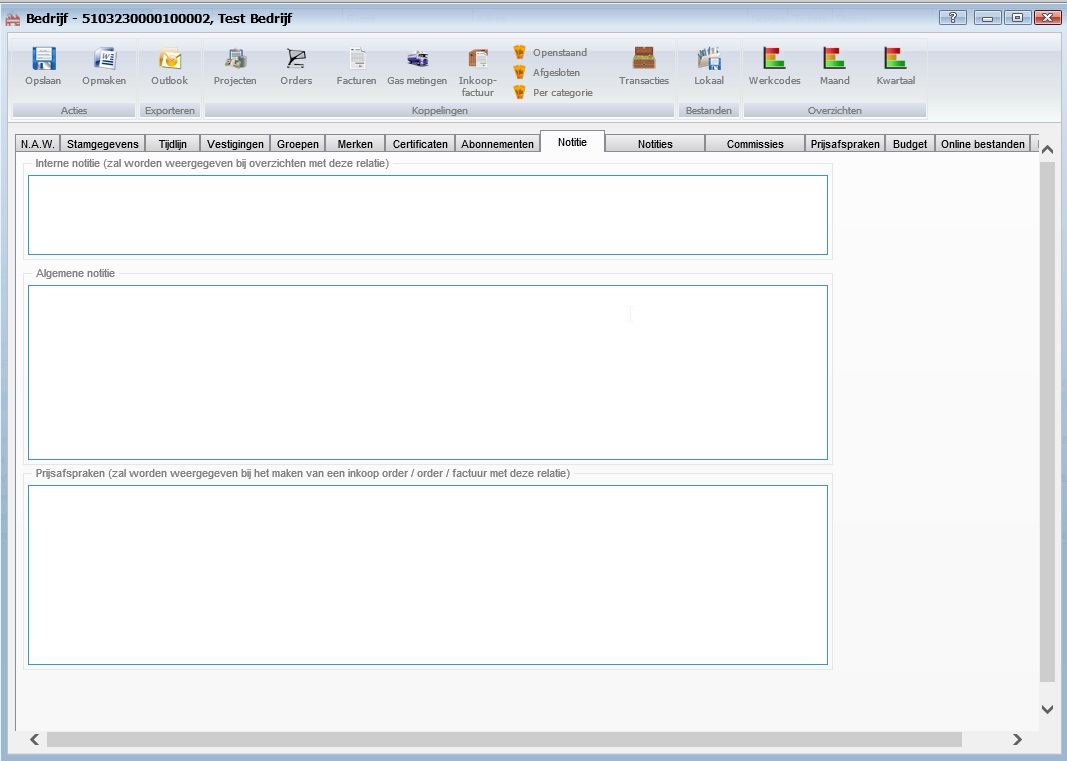 Bedrijf - 5103230000100002, Test Bedrijf
Opslaan Opmaken Outlook Projecten Orders Facturen Gas metingen Inkoop-factuur Openstaand Transacties Lokaal Werkcodes Maand Kwartaal
Afgesloten
Per categorie
Acties Exporteren Koppelingen Bestanden Overzichten
N.A.W. Stamgegevens Tijdlijn Vestigingen Groepen Merken Certificaten Abonnementen Notitie Notities Commissies Prijsafspraken Budget Online bestanden
Interne notitie (zal worden weergegeven bij overzichten met deze relatie)
Algemene notitie
Prijsafspraken (zal worden weergegeven bij het maken van een inkoop order / order / factuur met deze relatie)